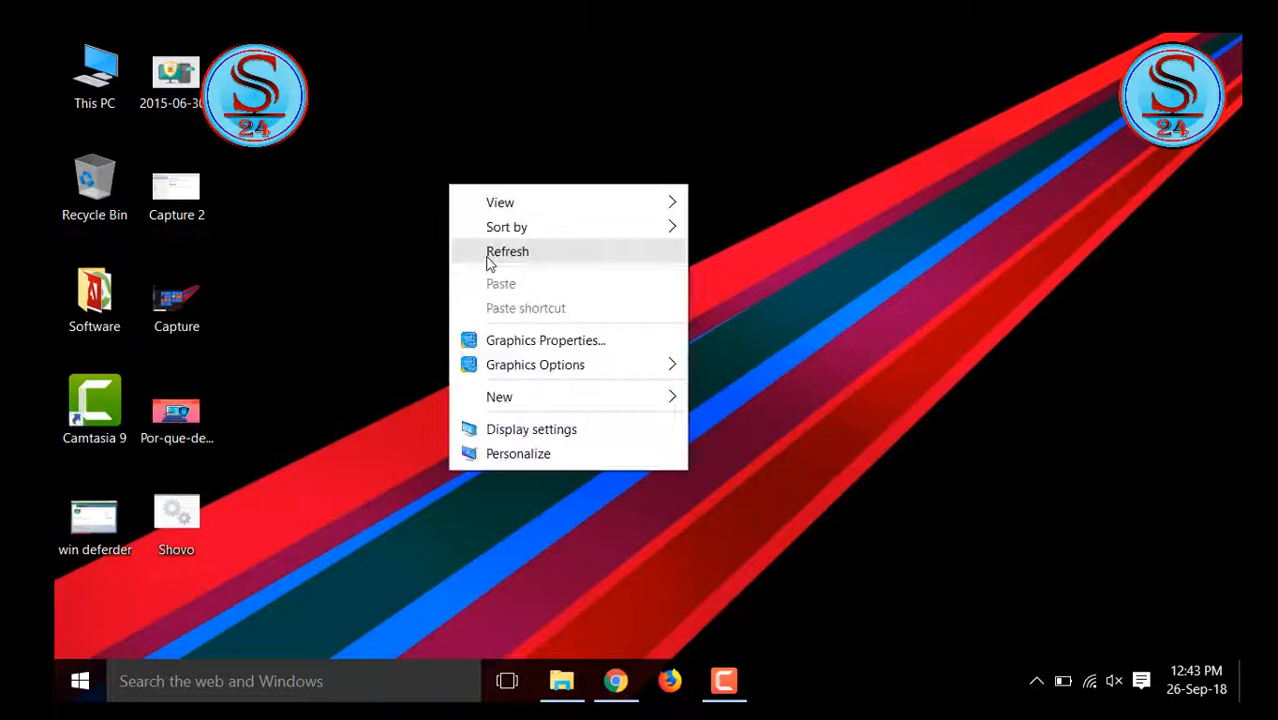 This PC
2015-06-30
S
24
S
24
Recycle Bin
Capture 2
Software
Capture
Camtasia 9
Por-que-de...
win deferder
Shovo
View
Sort by
Refresh
Paste
Paste shortcut
Graphics Properties...
Graphics Options
New
Display settings
Personalize
Search the web and Windows
12:43 PM
26-Sep-18